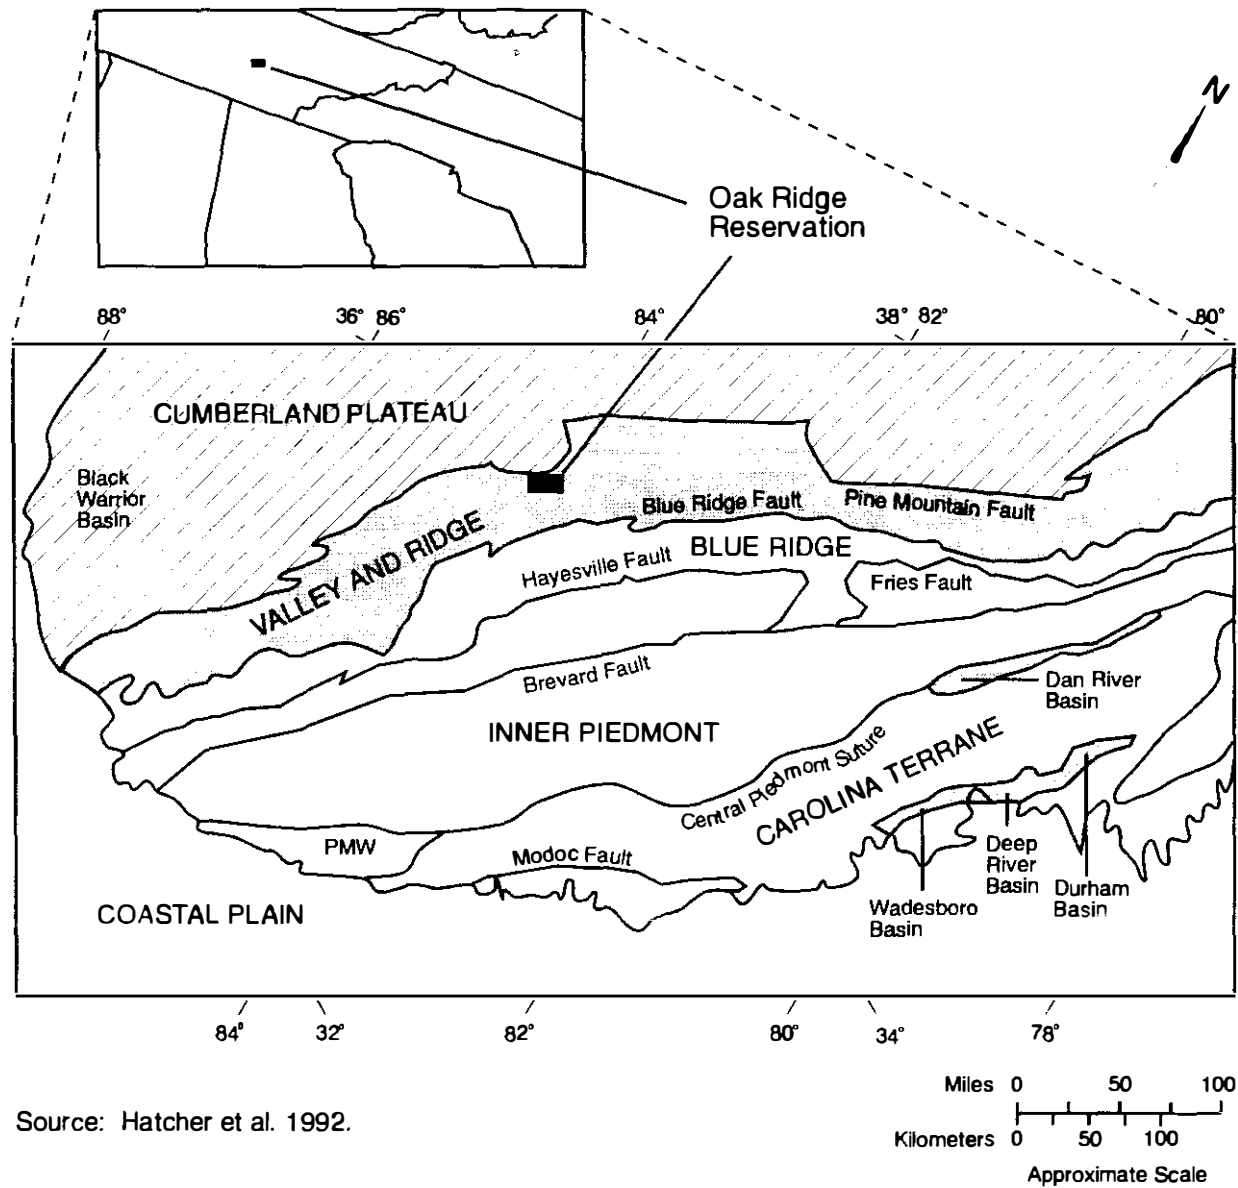 N
Oak Ridge
Reservation
88° 36° 86° 84° 38° 82° 80°
CUMBERLAND PLATEAU
Black
Warrior
Basin
Blue Ridge Fault
Pine Mountain Fault
VALLEY AND RIDGE
BLUE RIDGE
Hayesville Fault
Fries Fault
Brevard Fault
Dan River
Basin
INNER PIEDMONT
Central Piedmont Suture
CAROLINA TERRANE
PMW
Modoc Fault
Deep
River
Basin
Durham
Basin
Wadesboro
Basin
COASTAL PLAIN
84° 32° 82° 80° 34° 78°
Miles 0 50 100
Kilometers 0 50 100
Approximate Scale
Source: Hatcher et al. 1992.